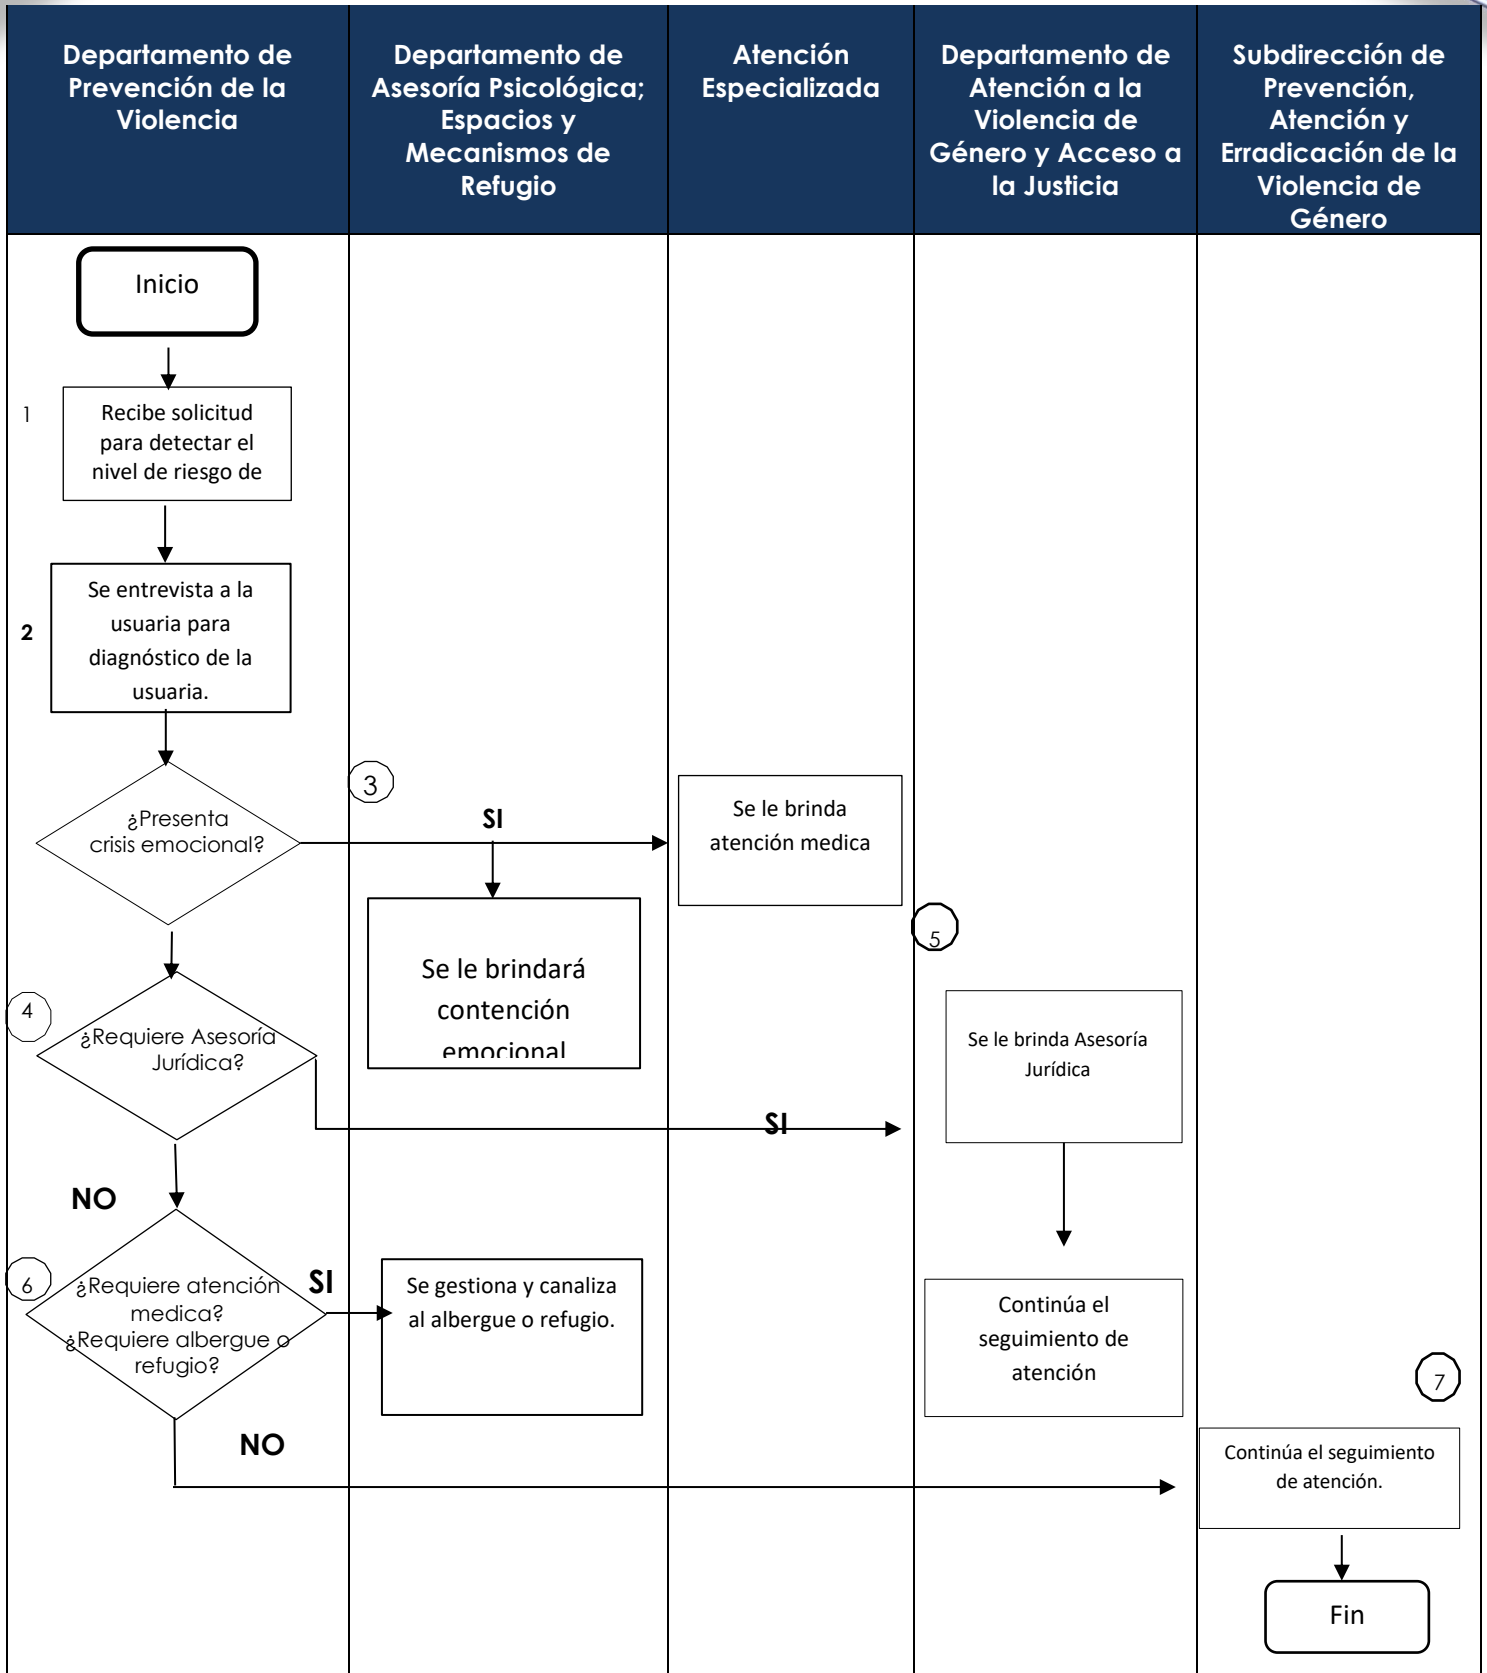 Departamento de
Prevención de la
Violencia
Departamento de
Asesoría Psicológica;
Espacios y
Mecanismos de
Refugio
Atención
Especializada
Departamento de
Atención a la
Violencia de
Género y Acceso a
la Justicia
Subdirección de
Prevención,
Atención y
Erradicación de la
Violencia de
Género
Inicio
1
Recibe solicitud
para detectar el
nivel de riesgo de
2
Se entrevista a la
usuaria para
diagnóstico de la
usuaria.
¿Presenta
crisis emocional?
3
SI
Se le brinda
atención medica
Se le brindará
contención
emocional
4
¿Requiere Asesoría
Jurídica?
SI
5
Se le brinda Asesoría
Jurídica
NO
6
¿Requiere atención
medica?
¿Requiere albergue o
refugio?
SI
Se gestiona y canaliza
al albergue o refugio.
Continúa el
seguimiento de
atención
NO
7
Continúa el seguimiento
de atención.
Fin